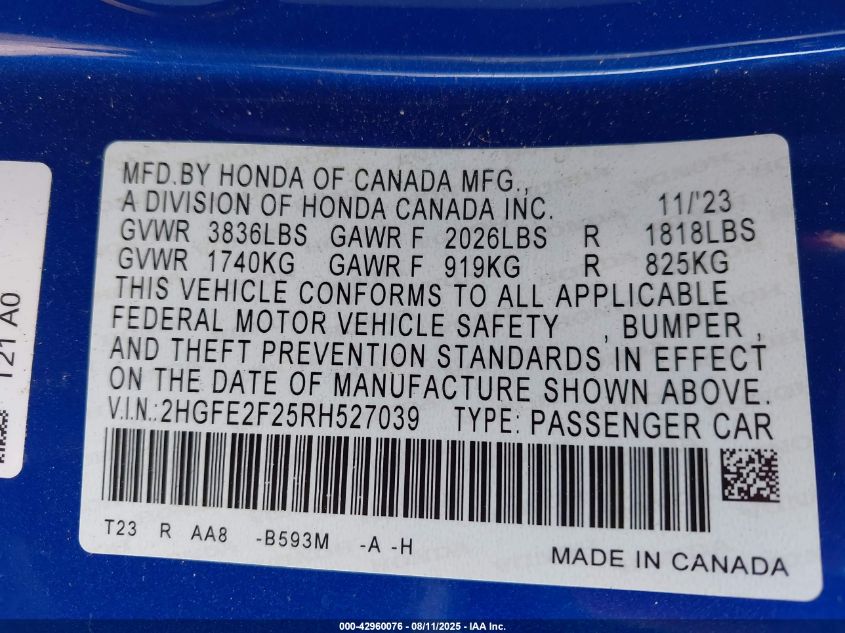 MFD.BY HONDA OF CANADA MFG.,
A DIVISION OF HONDA CANADA INC. 11/'23
GVWR 3836LBS GAWR F 2026LBS R 1818LBS
GVWR 1740KG GAWR F 919KG R 825KG
THIS VEHICLE CONFORMS TO ALL APPLICABLE
FEDERAL MOTOR VEHICLE SAFETY , BUMPER ,
AND THEFT PREVENTION STANDARDS IN EFFECT
ON THE DATE OF MANUFACTURE SHOWN ABOVE.
V.I.N.:2HGFE2F25RH527039 TYPE: PASSENGER CAR
T23 R AA8 -B593M -A -H
MADE IN CANADA
T21 A0
000-42960076 - 08/11/2025 - IAA Inc.